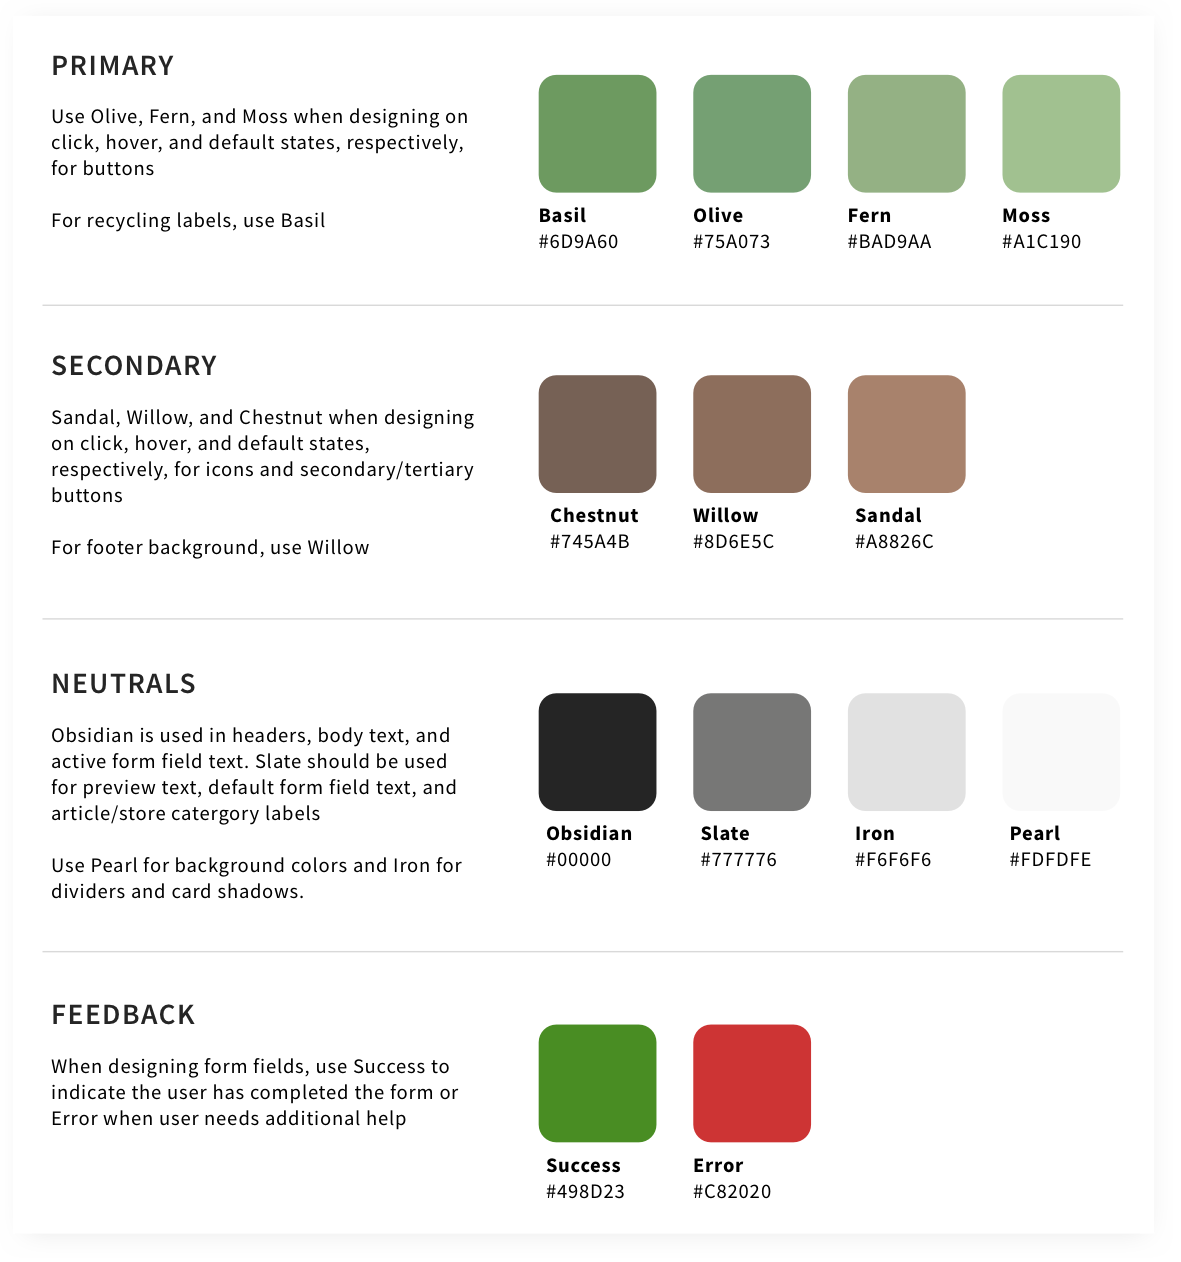 PRIMARY
Use Olive, Fern, and Moss when designing on
click, hover, and default states, respectively,
for buttons
For recycling labels, use Basil
Basil
#6D9A60
Olive
#75A073
Fern
#BAD9AA
Moss
#A1C190
SECONDARY
Sandal, Willow, and Chestnut when designing
on click, hover, and default states,
respectively, for icons and secondary/tertiary
buttons
For footer background, use Willow
Chestnut
#745A4B
Willow
#8D6E5C
Sandal
#A8826C
NEUTRALS
Obsidian is used in headers, body text, and
active form field text. Slate should be used
for preview text, default form field text, and
article/store catergory labels
Use Pearl for background colors and Iron for
dividers and card shadows.
Obsidian
#00000
Slate
#777776
Iron
#F6F6F6
Pearl
#FDFDFE
FEEDBACK
When designing form fields, use Success to
indicate the user has completed the form or
Error when user needs additional help
Success
#498D23
Error
#C82020